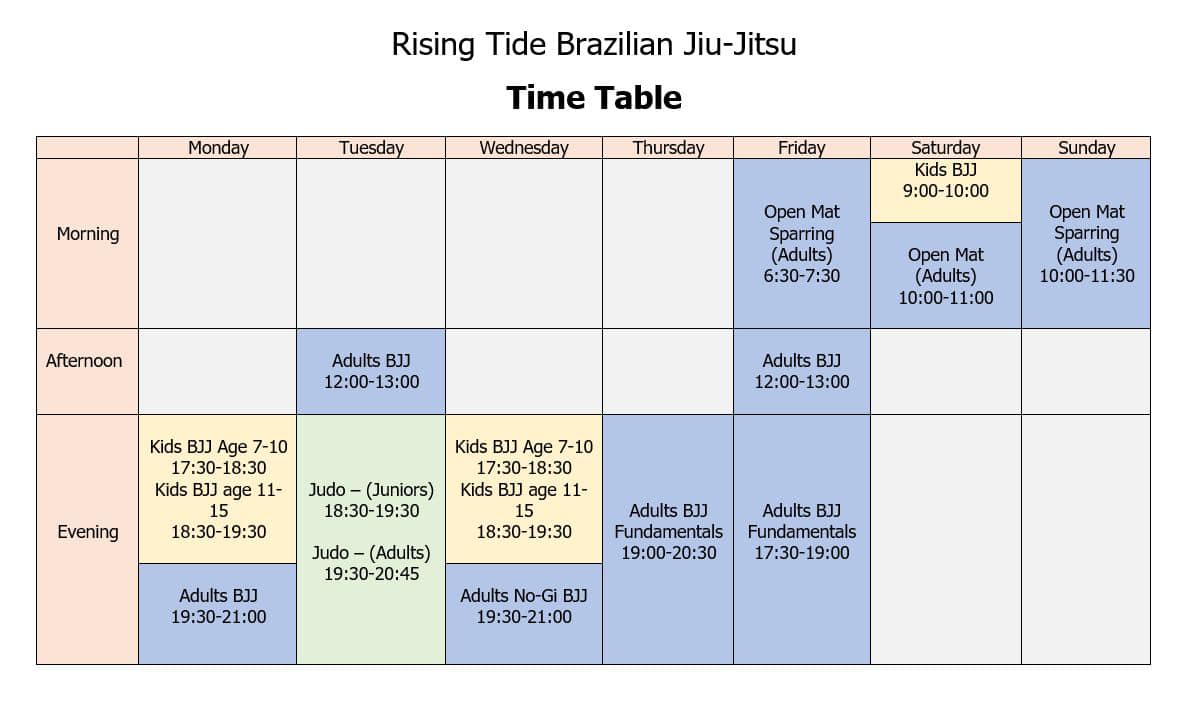 Rising Tide Brazilian Jiu-Jitsu
Time Table
Monday Tuesday Wednesday Thursday Friday Saturday Sunday
Morning
Open Mat
Sparring
(Adults)
6:30-7:30
Kids BJJ
9:00-10:00
Open Mat
(Adults)
10:00-11:00
Open Mat
Sparring
(Adults)
10:00-11:30
Afternoon
Adults BJJ
12:00-13:00
Adults BJJ
12:00-13:00
Evening
Kids BJJ Age 7-10
17:30-18:30
Kids BJJ age 11-
15
18:30-19:30
Adults BJJ
19:30-21:00
Judo – (Juniors)
18:30-19:30
Judo – (Adults)
19:30-20:45
Kids BJJ Age 7-10
17:30-18:30
Kids BJJ age 11-
15
18:30-19:30
Adults No-Gi BJJ
19:30-21:00
Adults BJJ
Fundamentals
19:00-20:30
Adults BJJ
Fundamentals
17:30-19:00